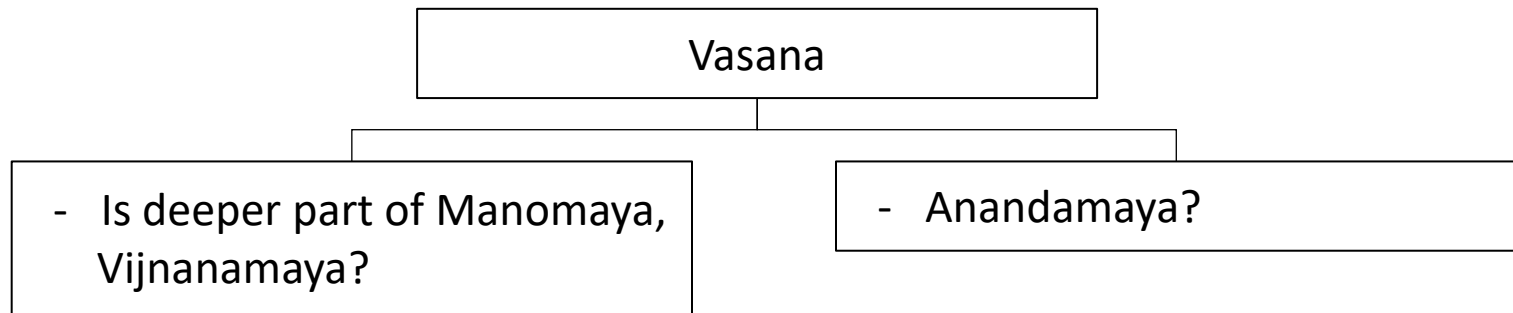 Vasana
- Is deeper part of Manomaya,
Vijnanamaya?
- Anandamaya?